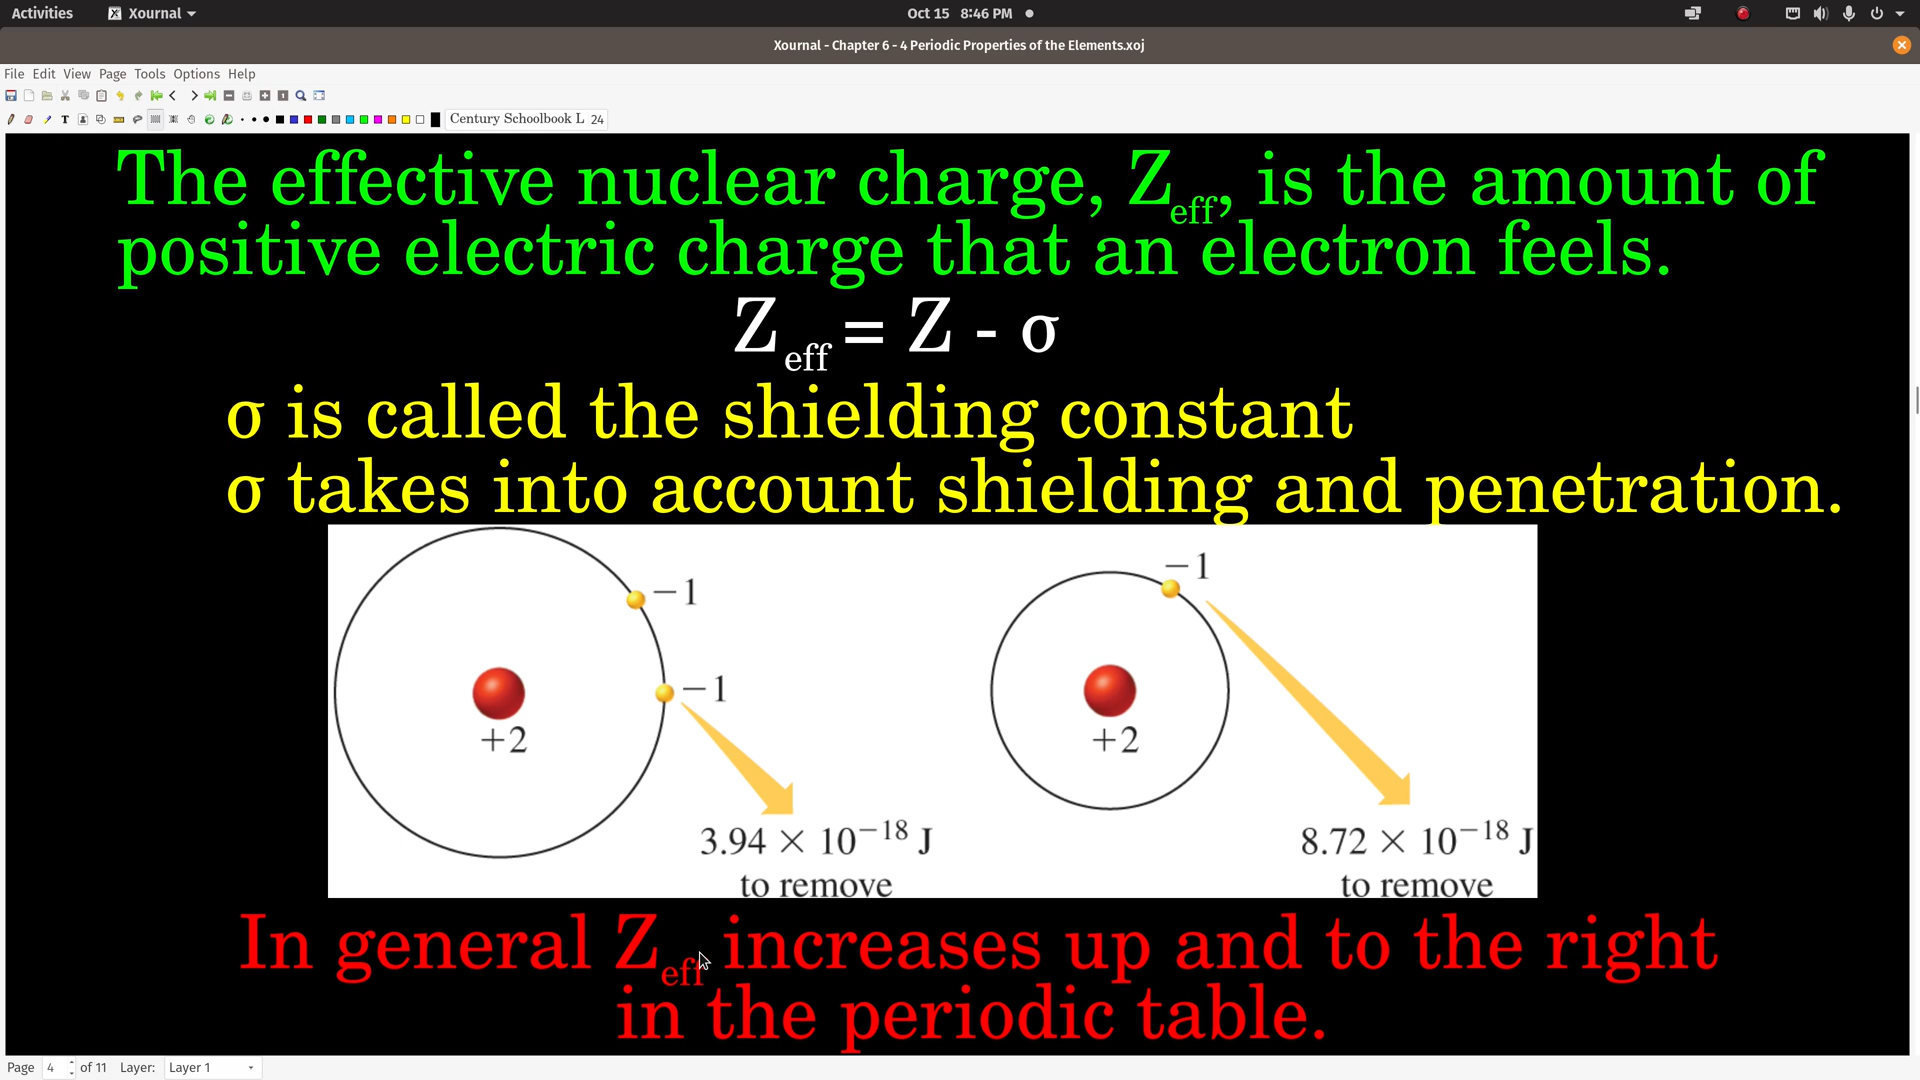 Activities Xournal Oct 15 8:46 PM
Xournal - Chapter 6 - 4 Periodic Properties of the Elements.xoj
File Edit View Page Tools Options Help
Century Schoolbook L 24
The effective nuclear charge, Zeff, is the amount of
positive electric charge that an electron feels.
Zeff = Z - σ
σ is called the shielding constant
σ takes into account shielding and penetration.
−1
−1
+2
3.94 × 10⁻¹⁸ J
to remove
−1
+2
8.72 × 10⁻¹⁸ J
to remove
In general Zeff increases up and to the right
in the periodic table.
Page 4 of 11 Layer: Layer 1